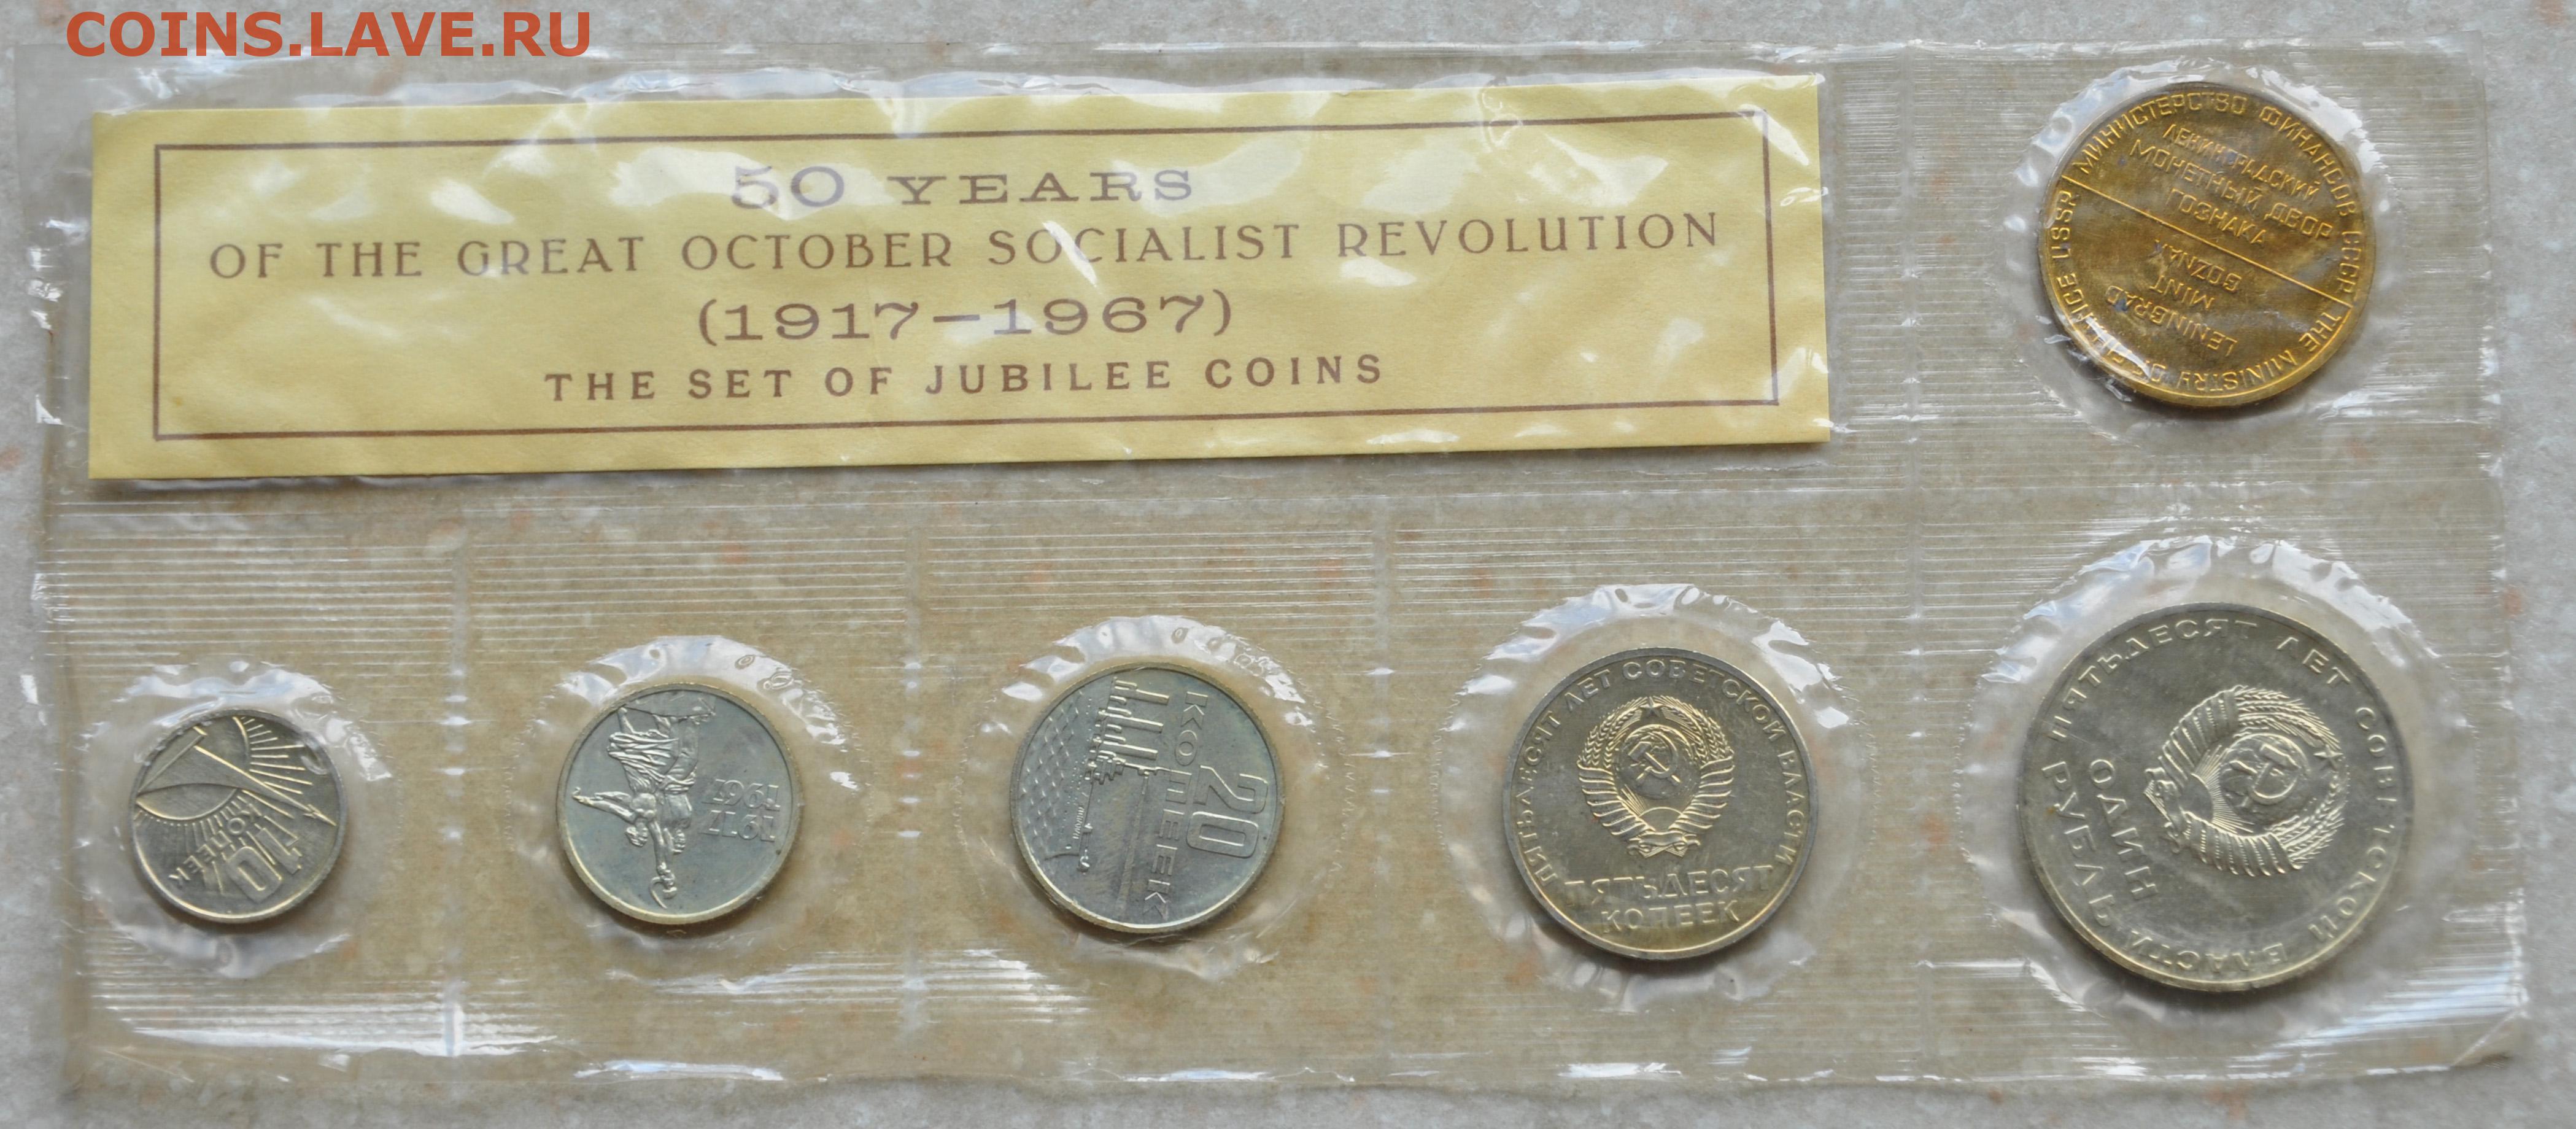 COINS.LAVE.RU
50 YEARS
OF THE GREAT OCTOBER SOCIALIST REVOLUTION
(1917–1967)
THE SET OF JUBILEE COINS
МИНИСТЕРСТВО ФИНАНСОВ СССР
ЛЕНИНГРАДСКИЙ
МОНЕТНЫЙ ДВОР
ГОЗНАКА
THE MINISTRY OF FINANCE USSR
LENINGRAD
MINT
GOZNAK
10
КОПЕЕК
1917
1967
20
КОПЕЕК
ПЯТЬДЕСЯТ ЛЕТ СОВЕТСКОЙ ВЛАСТИ
ПЯТЬДЕСЯТ
КОПЕЕК
ПЯТЬДЕСЯТ ЛЕТ СОВЕТСКОЙ ВЛАСТИ
ОДИН
РУБЛЬ